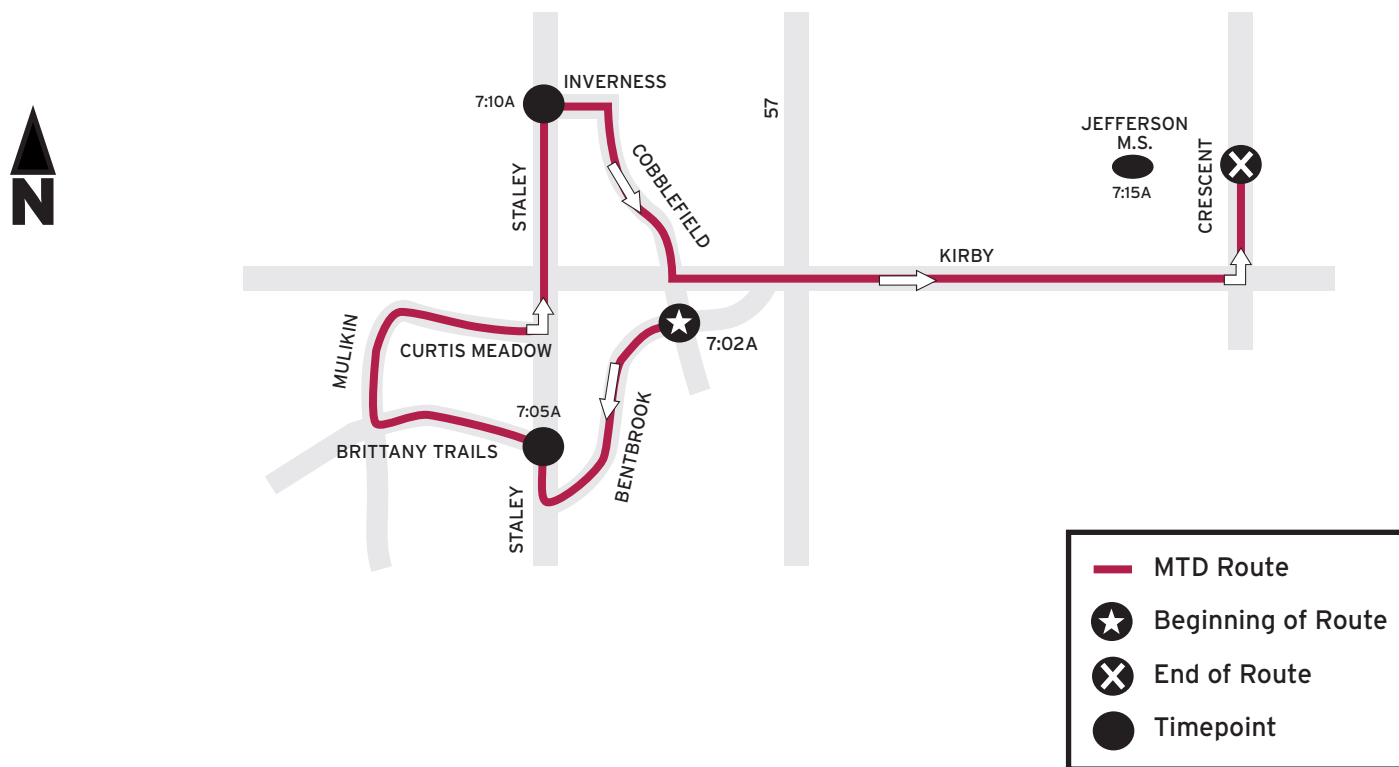 INVERNESS
7:10A
57
JEFFERSON
M.S.
7:15A
CRESCENT
COBBLEFIELD
STALEY
KIRBY
7:02A
MULIKIN
CURTIS MEADOW
7:05A
BENTBROOK
BRITTANY TRAILS
STALEY
N
MTD Route
Beginning of Route
End of Route
Timepoint